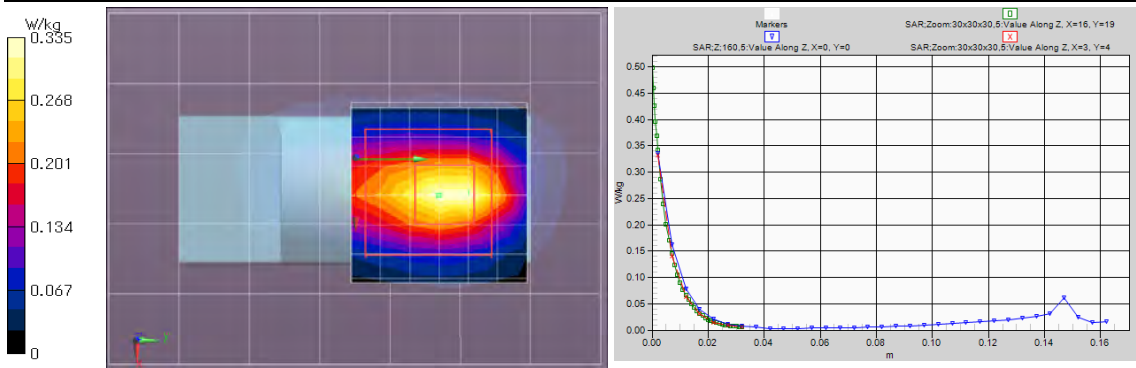 W/kg
0.335
0.268
0.201
0.134
0.067
0
Markers
SAR;Zoom:30x30x30,5:Value Along Z, X=16, Y=19
SAR;Z;160,5:Value Along Z, X=0, Y=0
SAR;Zoom:30x30x30,5:Value Along Z, X=3, Y=4
W/kg
0.50
0.45
0.40
0.35
0.30
0.25
0.20
0.15
0.10
0.05
0.00
0.00 0.02 0.04 0.06 0.08 0.10 0.12 0.14 0.16
m